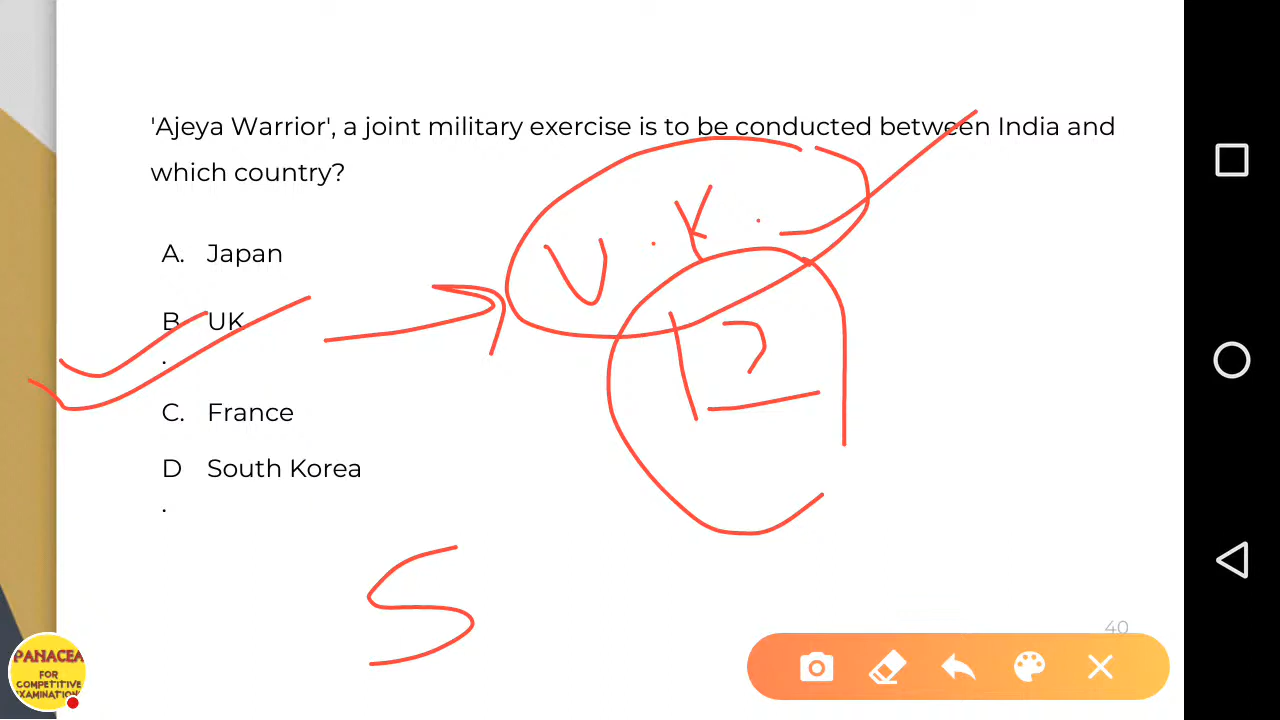 'Ajeya Warrior', a joint military exercise is to be conducted between India and
which country?
A. Japan
B. UK
C. France
D. South Korea
U.K.
12
S
40
PANACEA
FOR
COMPETITIVE
EXAMINATION